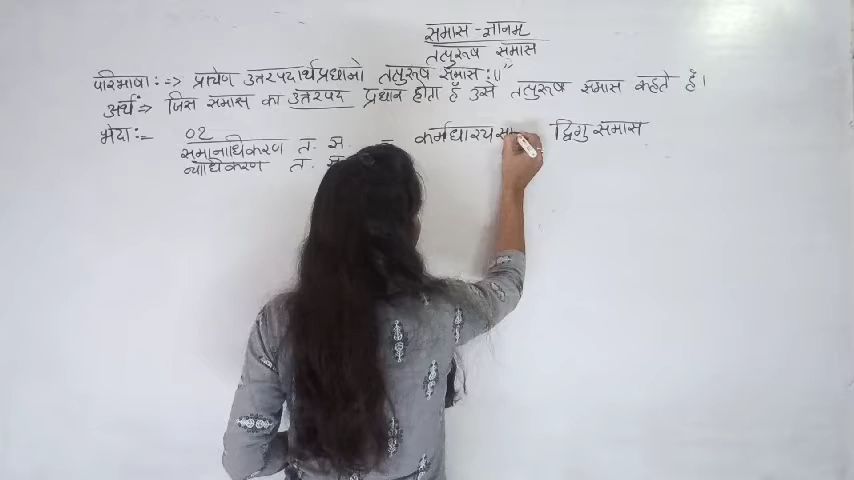 समास - ज्ञानम्
तत्पुरूष समास
परिभाषा: => प्रायेण उत्तरपदार्थप्रधानो तत्पुरूष समास: ॥"
अर्थ => जिस समास का उत्तरपद प्रधान होता हैं उसे तत्पुरूष समास कहते हैं।
भेदा:= 02
समानाधिकरण त. स. = कर्मधारय द्विगु समास
व्याधिकरण त.